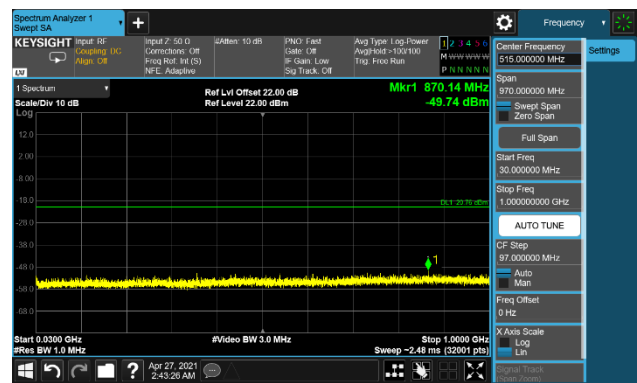 Spectrum Analyzer 1
Swept SA
Frequency
KEYSIGHT
Input: RF
Coupling: DC
Align: Off
Input Z: 50 Ω
Corrections: Off
Freq Ref: Int (S)
NFE: Adaptive
#Atten: 10 dB
PNO: Fast
Gate: Off
IF Gain: Low
Sig Track: Off
Avg Type: Log-Power
Avg|Hold:>100/100
Trig: Free Run
1 2 3 4 5 6
M W W W W W
P N N N N N
LXI
1 Spectrum
Scale/Div 10 dB
Log
Ref Lvl Offset 22.00 dB
Ref Level 22.00 dBm
Mkr1 870.14 MHz
-49.74 dBm
12.0
2.00
-8.00
-18.0
-28.0
-38.0
-48.0
-58.0
-68.0
1
Start 0.0300 GHz
#Res BW 1.0 MHz
#Video BW 3.0 MHz
Stop 1.0000 GHz
Sweep ~2.48 ms (32001 pts)
Apr 27, 2021
2:43:26 AM
Center Frequency
515.000000 MHz
Span
970.000000 MHz
Swept Span
Zero Span
Full Span
Start Freq
30.000000 MHz
Stop Freq
1.000000000 GHz
AUTO TUNE
CF Step
97.000000 MHz
Auto
Man
Freq Offset
0 Hz
X Axis Scale
Log
Lin
Signal Track
(Span Zoom)
Settings